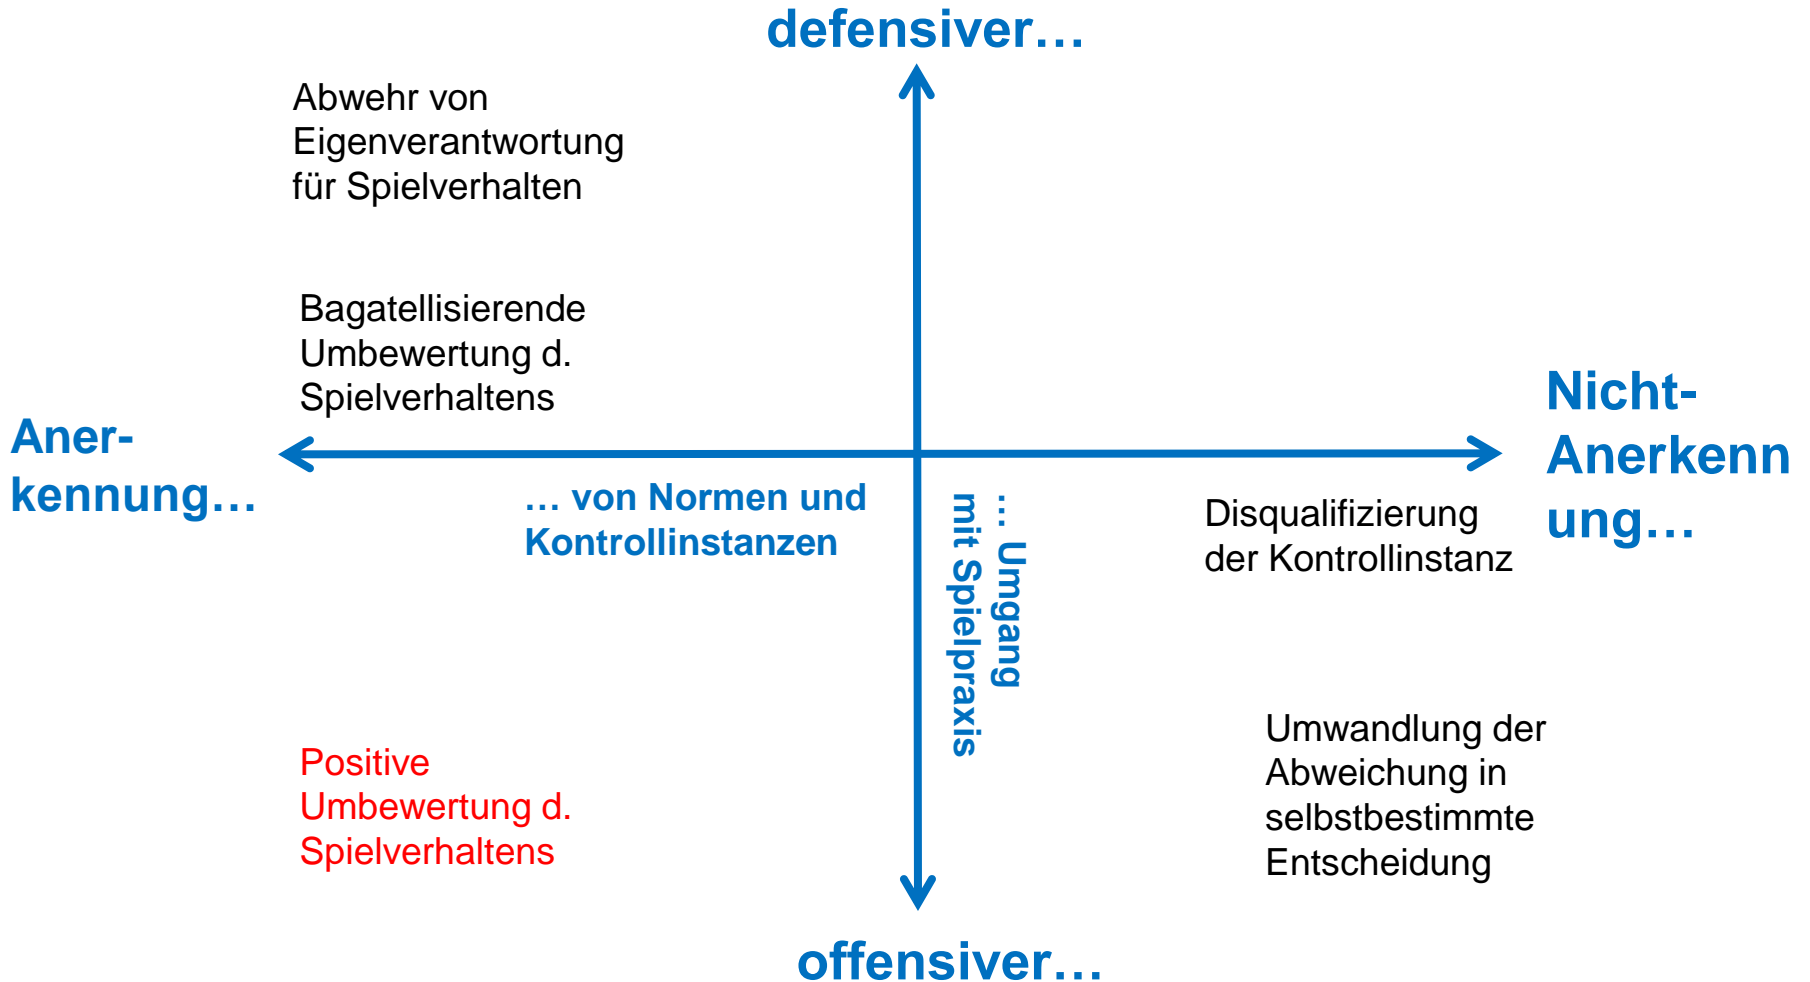 defensiver…
Abwehr von
Eigenverantwortung
für Spielverhalten
Bagatellisierende
Umbewertung d.
Spielverhaltens
Aner-
kennung…
Nicht-
Anerkenn
ung…
… von Normen und
Kontrollinstanzen
… Umgang
mit Spielpraxis
Disqualifizierung
der Kontrollinstanz
Positive
Umbewertung d.
Spielverhaltens
Umwandlung der
Abweichung in
selbstbestimmte
Entscheidung
offensiver…